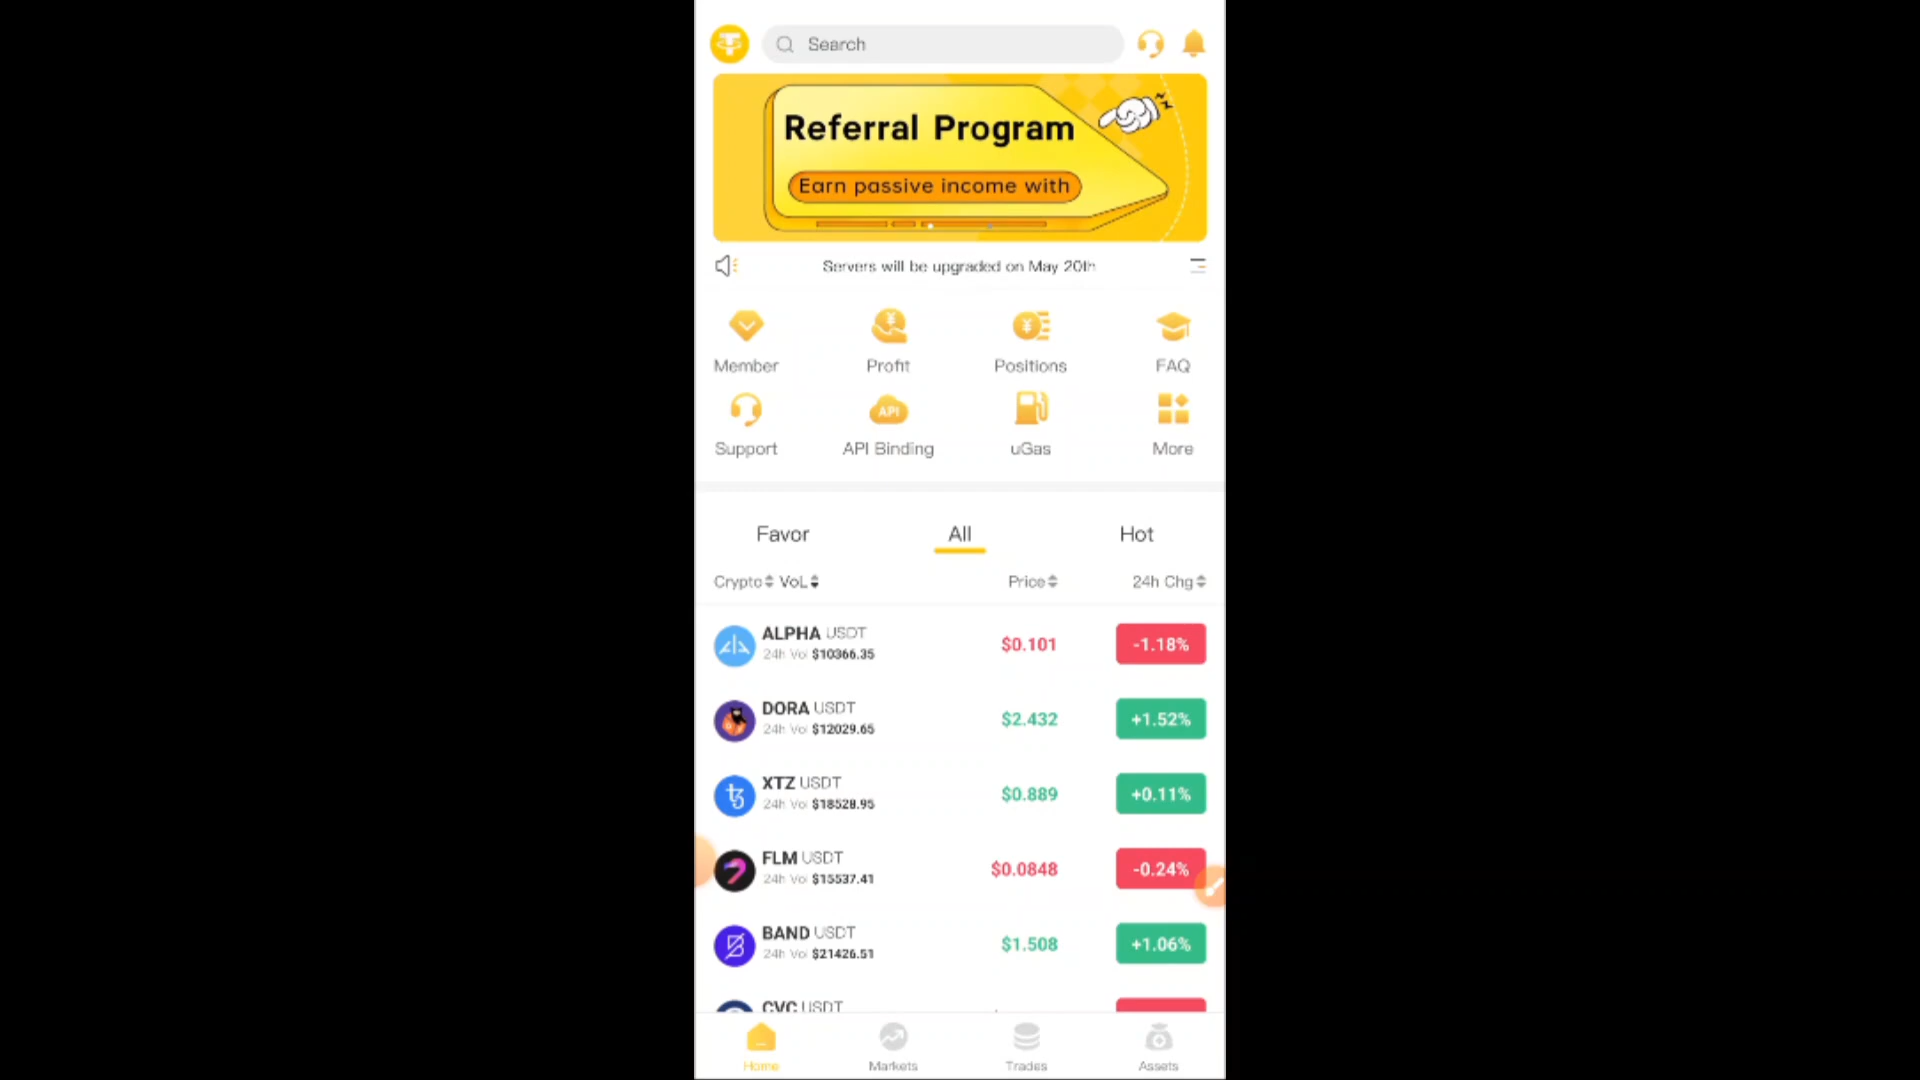 Search
Referral Program
Earn passive income with
Servers will be upgraded on May 20th
Member Profit Positions FAQ
Support API Binding uGas More
API
Favor All Hot
Crypto VoL Price 24h Chg
ALPHA USDT $0.101 -1.18%
24h Vol $10366.35
DORA USDT $2.432 +1.52%
24h Vol $12029.65
XTZ USDT $0.889 +0.11%
24h Vol $18528.95
FLM USDT $0.0848 -0.24%
24h Vol $15537.41
BAND USDT $1.508 +1.06%
24h Vol $21426.51
CVC USDT
Home Markets Trades Assets